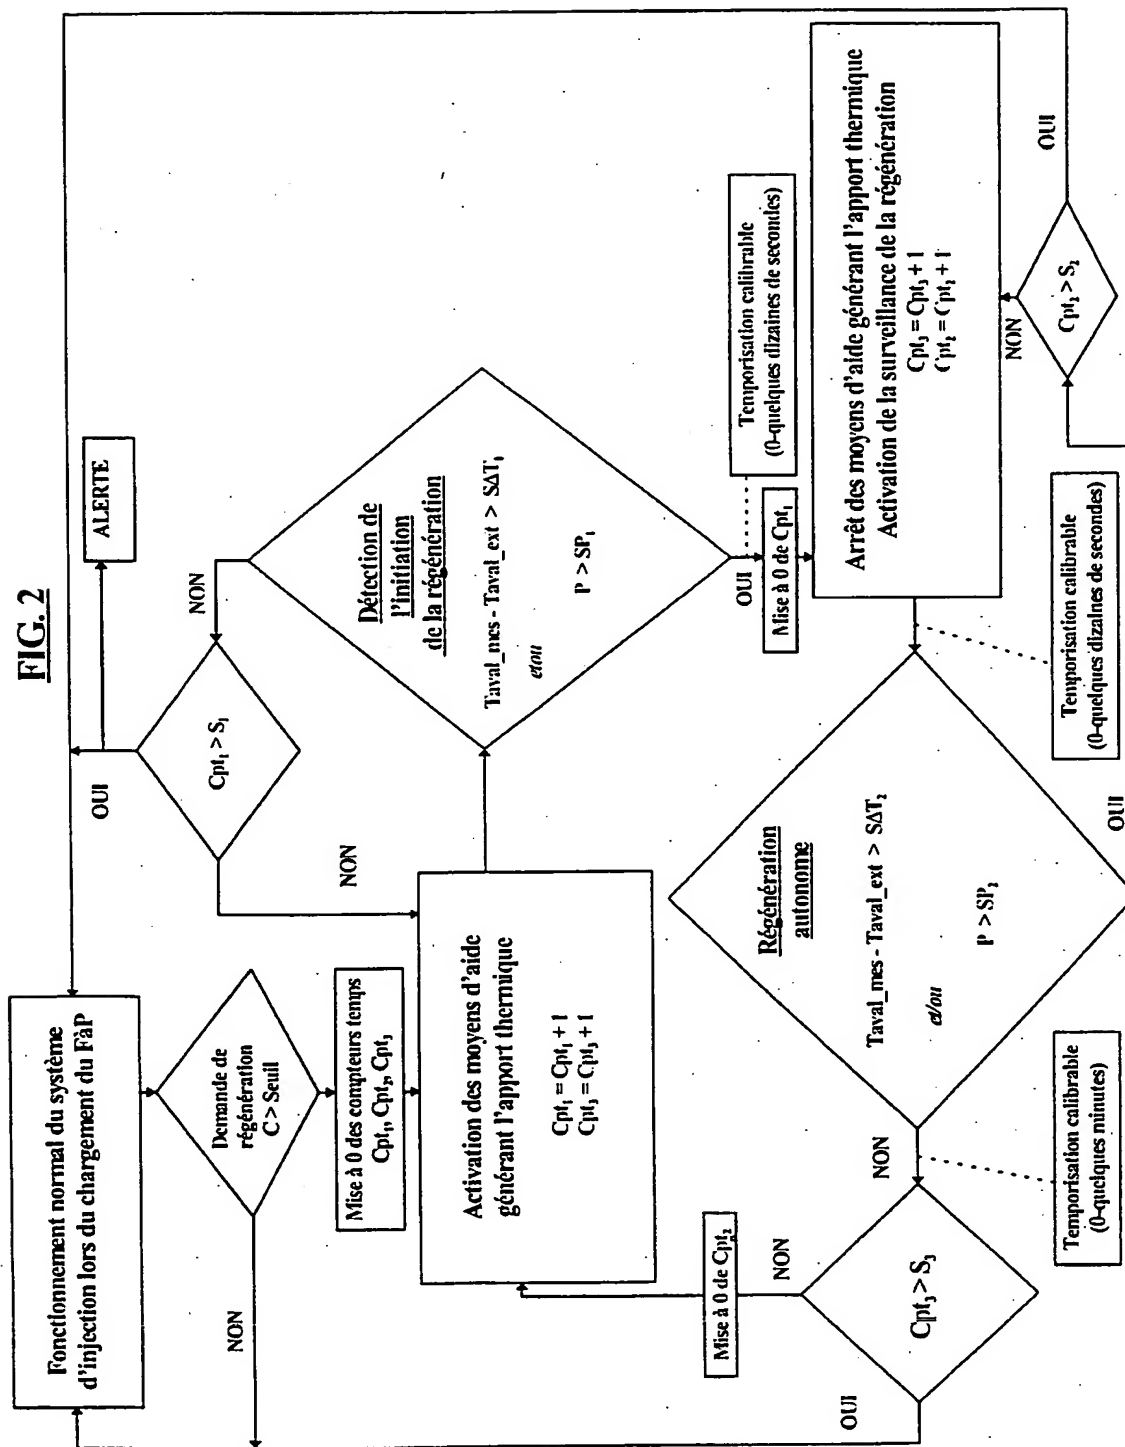 FIG. 2
Fonctionnement normal du système
d'injection lors du chargement du FàP
Demande de
régénération
C > Seuil
NON
Mise à 0 des compteurs temps
Cpt₁, Cpt₂, Cpt₃
Activation des moyens d'aide
générant l'apport thermique
Cpt₁ = Cpt₁ + 1
Cpt₃ = Cpt₃ + 1
NON
Cpt₁ > S₁
OUI
ALERTE
NON
Détection de
l'initiation
de la régénération
Taval_mes - Taval_ext > SΔT₁
etou
P > SP₁
OUI
Temporisation calibrable
(0-quelques dizaines de secondes)
Mise à 0 de Cpt₁
Arrêt des moyens d'aide générant l'apport thermique
Activation de la surveillance de la régénération
Cpt₃ = Cpt₃ + 1
Cpt₂ = Cpt₂ + 1
NON
Cpt₂ > S₂
OUI
Temporisation calibrable
(0-quelques dizaines de secondes)
Régénération
autonome
Taval_mes - Taval_ext > SΔT₂
et/ou
P > SP₂
OUI
NON
Temporisation calibrable
(0-quelques minutes)
Cpt₃ > S₃
NON
Mise à 0 de Cpt₂
OUI